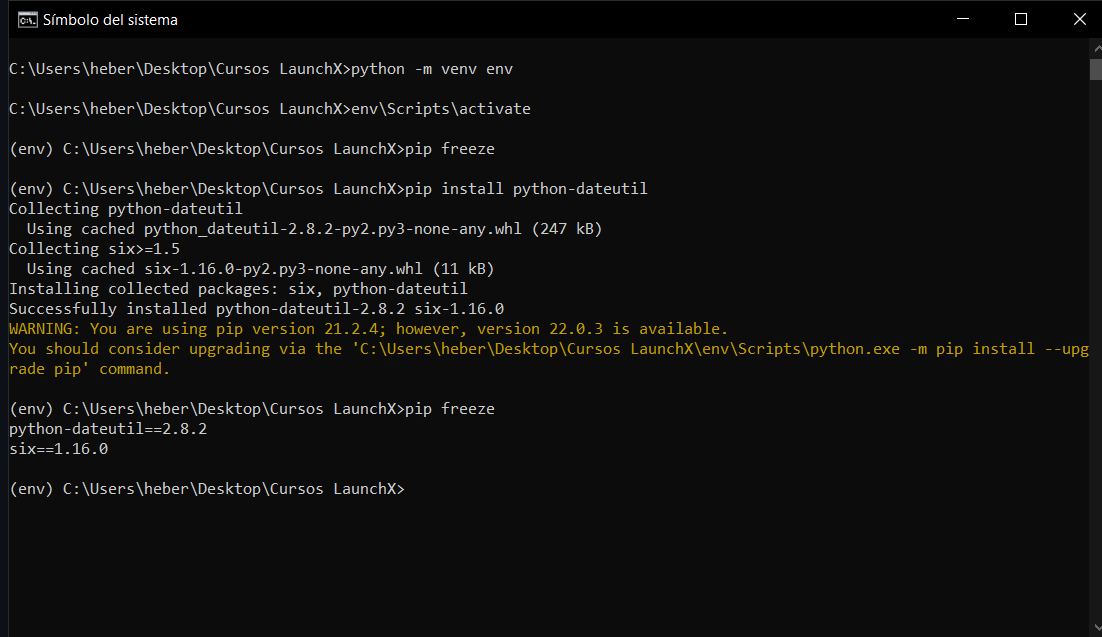 Símbolo del sistema
C:\Users\heber\Desktop\Cursos LaunchX>python -m venv env
C:\Users\heber\Desktop\Cursos LaunchX>env\Scripts\activate
(env) C:\Users\heber\Desktop\Cursos LaunchX>pip freeze
(env) C:\Users\heber\Desktop\Cursos LaunchX>pip install python-dateutil
Collecting python-dateutil
  Using cached python_dateutil-2.8.2-py2.py3-none-any.whl (247 kB)
Collecting six>=1.5
  Using cached six-1.16.0-py2.py3-none-any.whl (11 kB)
Installing collected packages: six, python-dateutil
Successfully installed python-dateutil-2.8.2 six-1.16.0
WARNING: You are using pip version 21.2.4; however, version 22.0.3 is available.
You should consider upgrading via the 'C:\Users\heber\Desktop\Cursos LaunchX\env\Scripts\python.exe -m pip install --upg
rade pip' command.
(env) C:\Users\heber\Desktop\Cursos LaunchX>pip freeze
python-dateutil==2.8.2
six==1.16.0
(env) C:\Users\heber\Desktop\Cursos LaunchX>